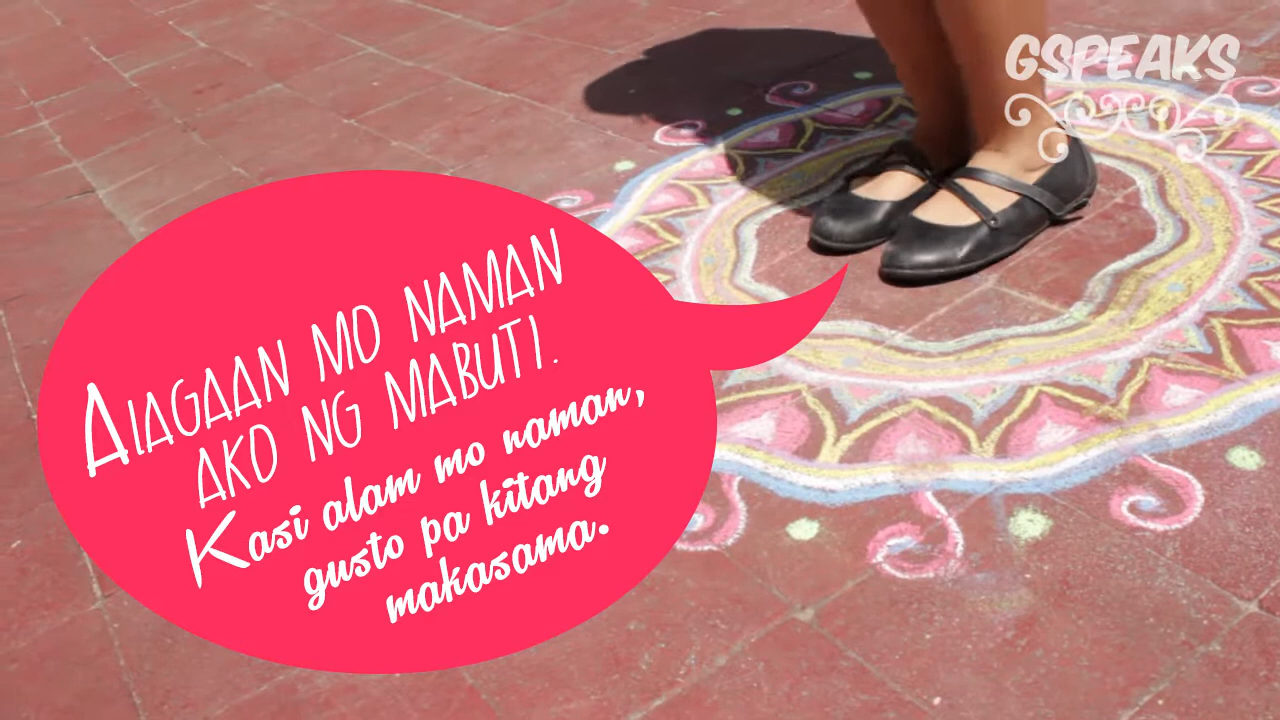 GSPEAKS
AlAGAAN MO NAMAN
AKO NG MABUTI.
Kasi alam mo naman,
gusto pa kitang
makasama.